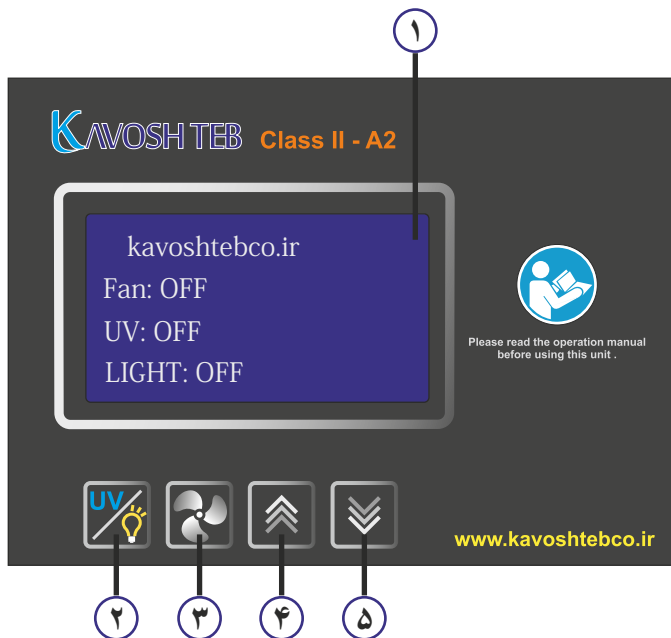 ۱
KAVOSH TEB Class II - A2
kavoshtebco.ir
Fan: OFF
UV: OFF
LIGHT: OFF
Please read the operation manual
before using this unit .
UV
www.kavoshtebco.ir
۲ ۳ ۴ ۵